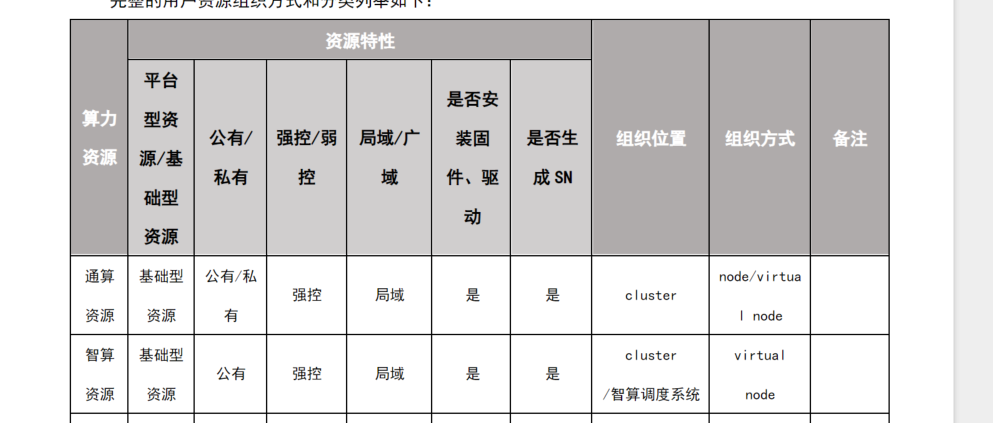 完整的用户资源组织方式和分类列举如下：
算力
资源
资源特性
平台
型资
源/基
础型
资源
公有/
私有
强控/弱
控
局域/广
域
是否安
装固
件、驱
动
是否生
成 SN
组织位置
组织方式
备注
通算
资源
基础型
资源
公有/私
有
强控
局域
是
是
cluster
node/virtua
l node
智算
资源
基础型
资源
公有
强控
局域
是
是
cluster
/智算调度系统
virtual
node